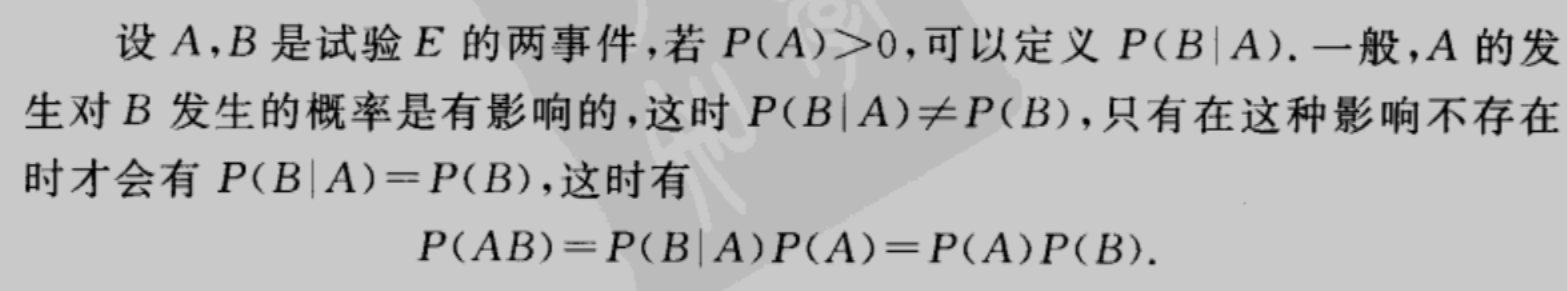 设 A,B 是试验 E 的两事件,若 P(A)>0,可以定义 P(B|A).一般,A 的发
生对 B 发生的概率是有影响的,这时 P(B|A)≠P(B),只有在这种影响不存在
时才会有 P(B|A)=P(B),这时有
P(AB)=P(B|A)P(A)=P(A)P(B).